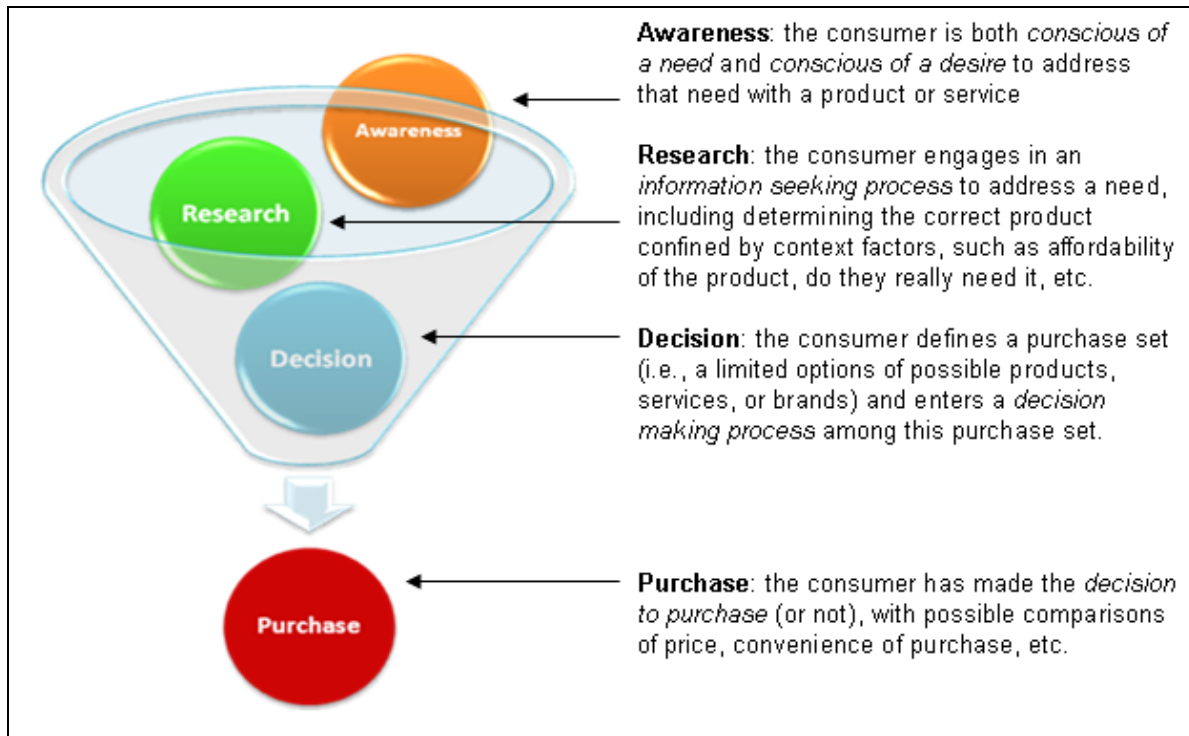 Awareness
Research
Decision
Purchase
Awareness: the consumer is both conscious of
a need and conscious of a desire to address
that need with a product or service
Research: the consumer engages in an
information seeking process to address a need,
including determining the correct product
confined by context factors, such as affordability
of the product, do they really need it, etc.
Decision: the consumer defines a purchase set
(i.e., a limited options of possible products,
services, or brands) and enters a decision
making process among this purchase set.
Purchase: the consumer has made the decision
to purchase (or not), with possible comparisons
of price, convenience of purchase, etc.